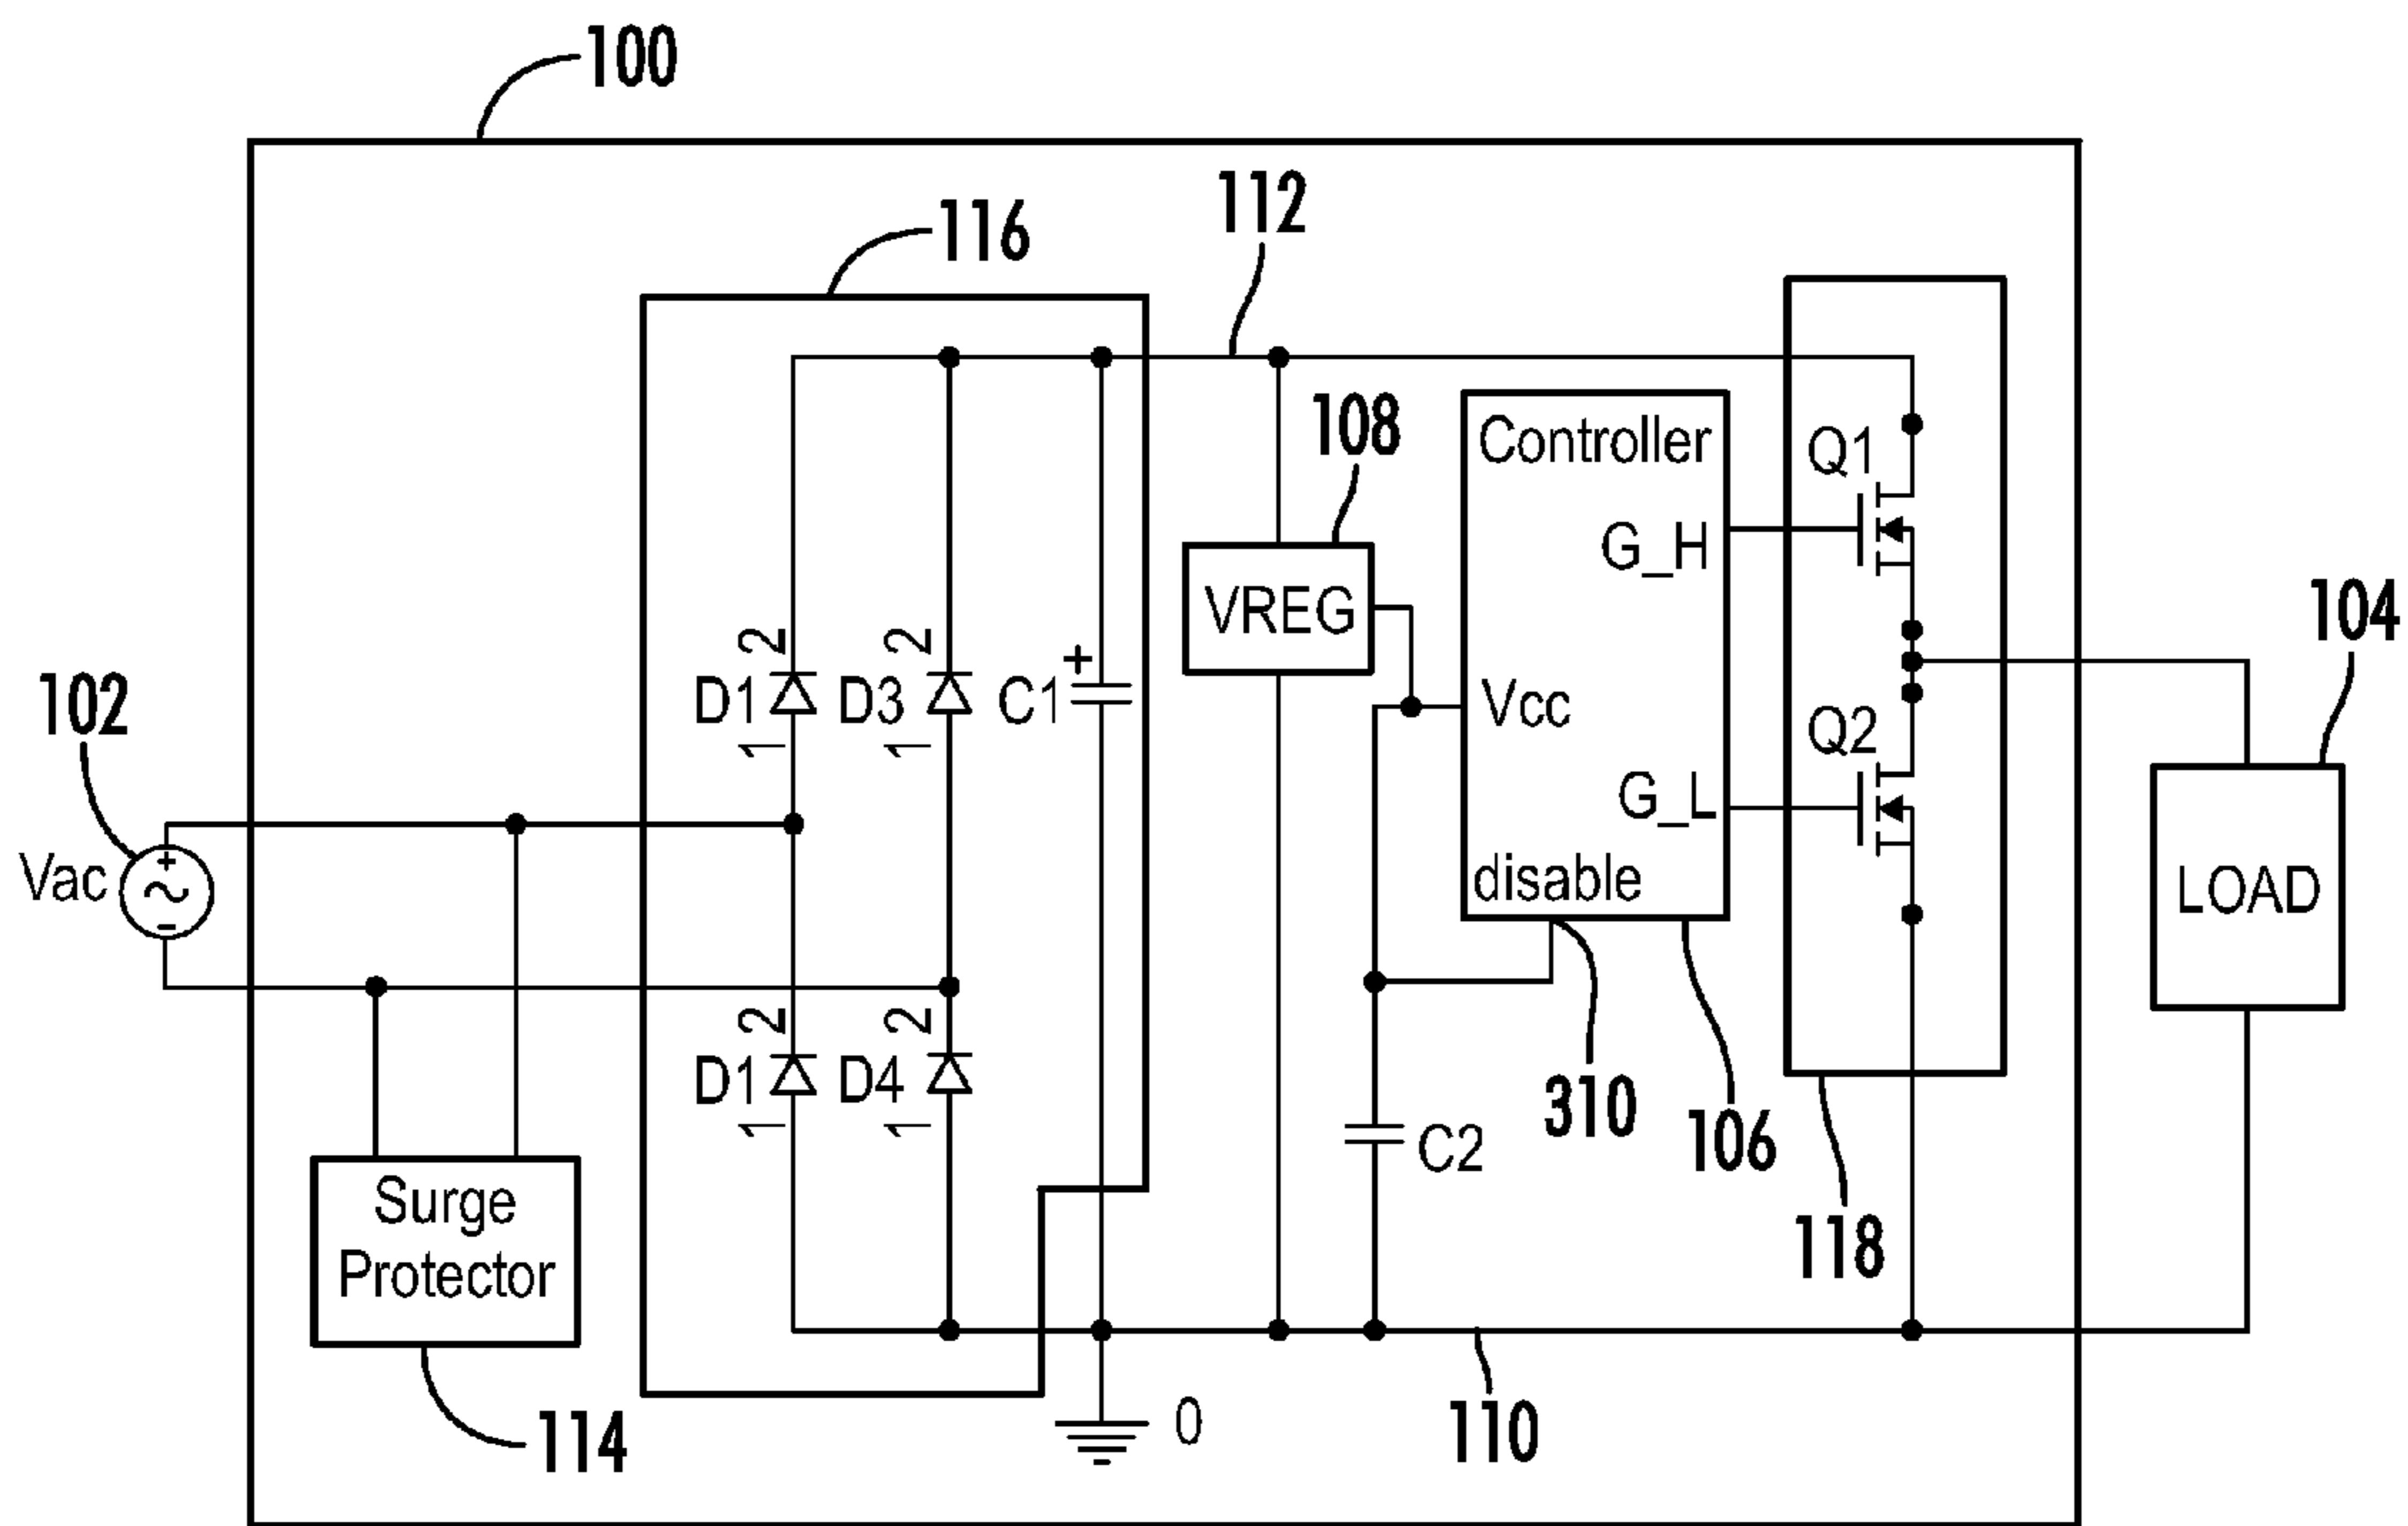 100
112
116
108
Controller
Q1
G_H
VREG
104
2
2
+
102
D1
D3
C1
Vcc
Q2
1
1
G_L
+
Vac
disable
LOAD
-
2
2
D1
D4
310
106
1
1
C2
Surge
118
Protector
0
114
110